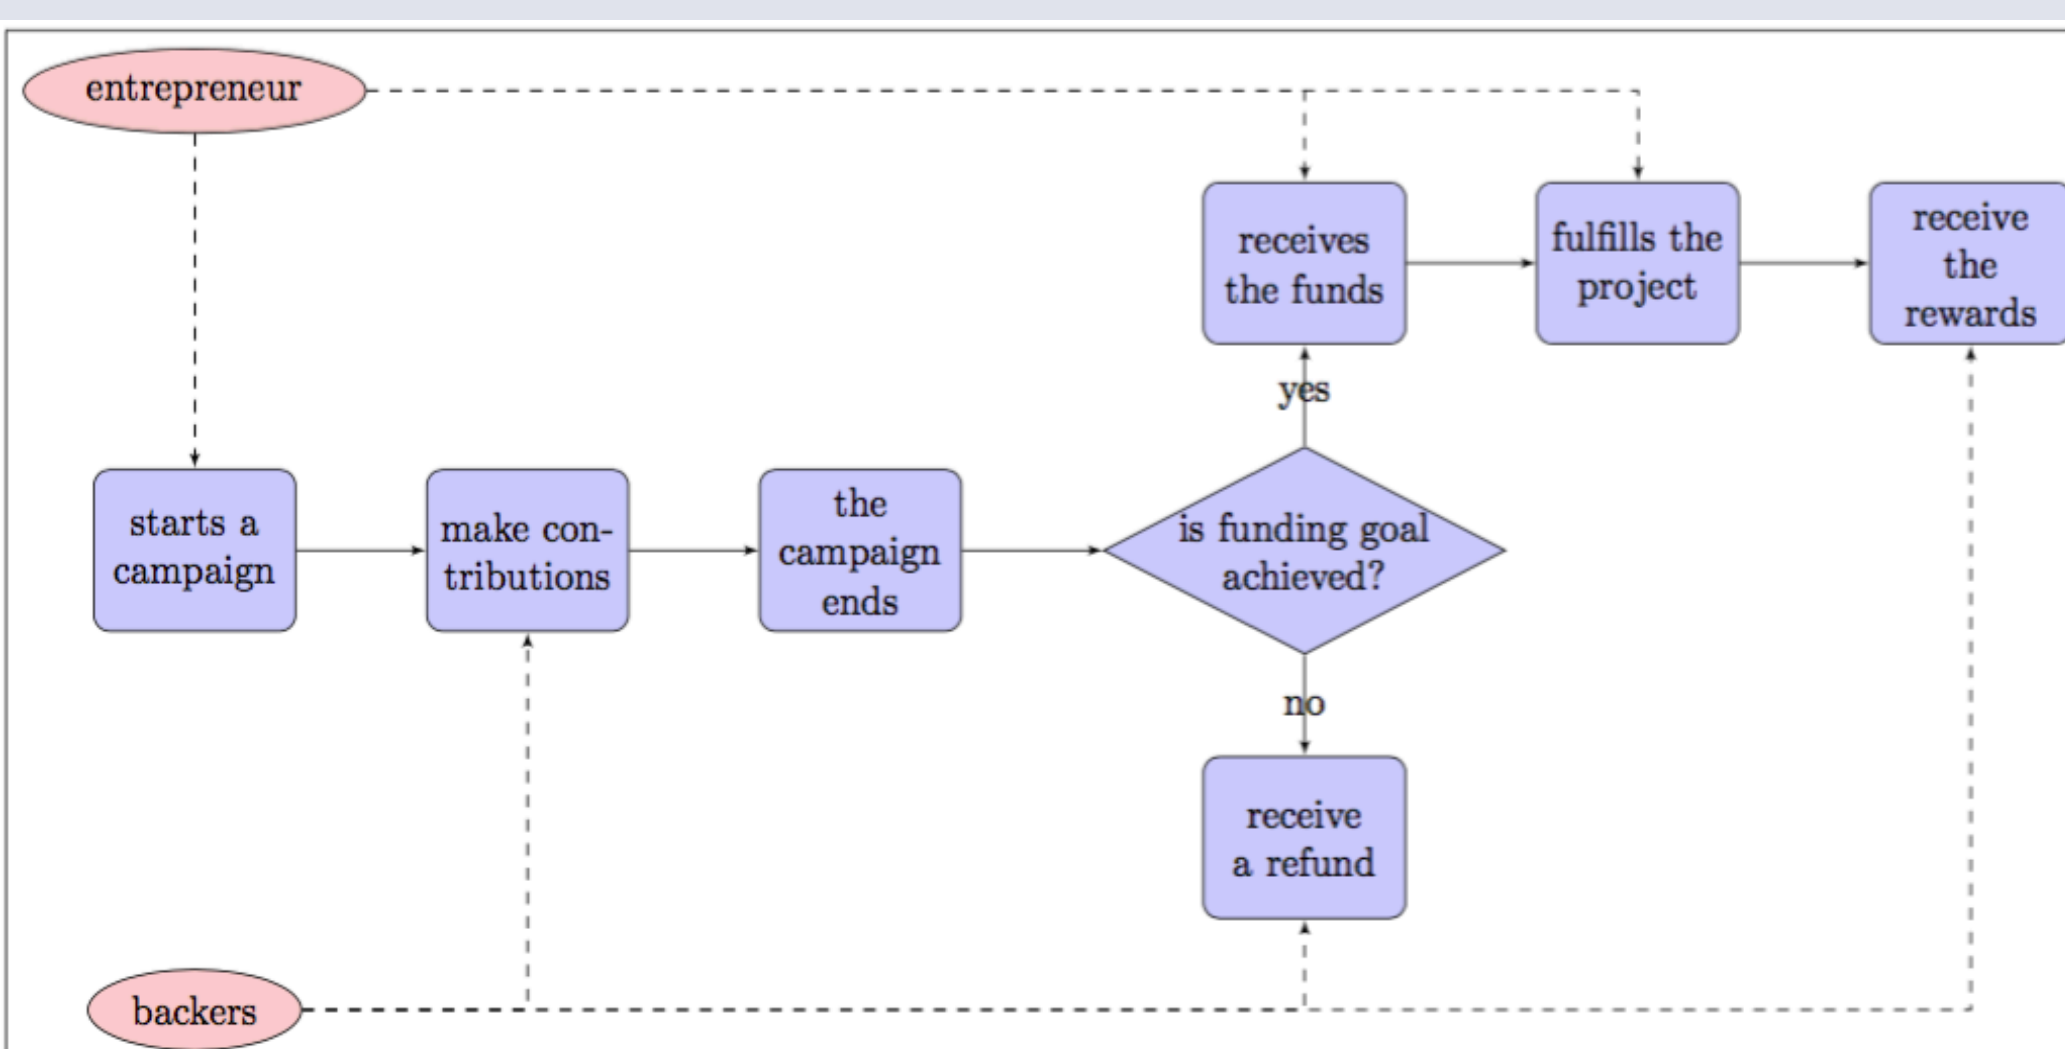 entrepreneur
receives
the funds
fulfills the
project
receive
the
rewards
yes
starts a
campaign
make con-
tributions
the
campaign
ends
is funding goal
achieved?
no
receive
a refund
backers